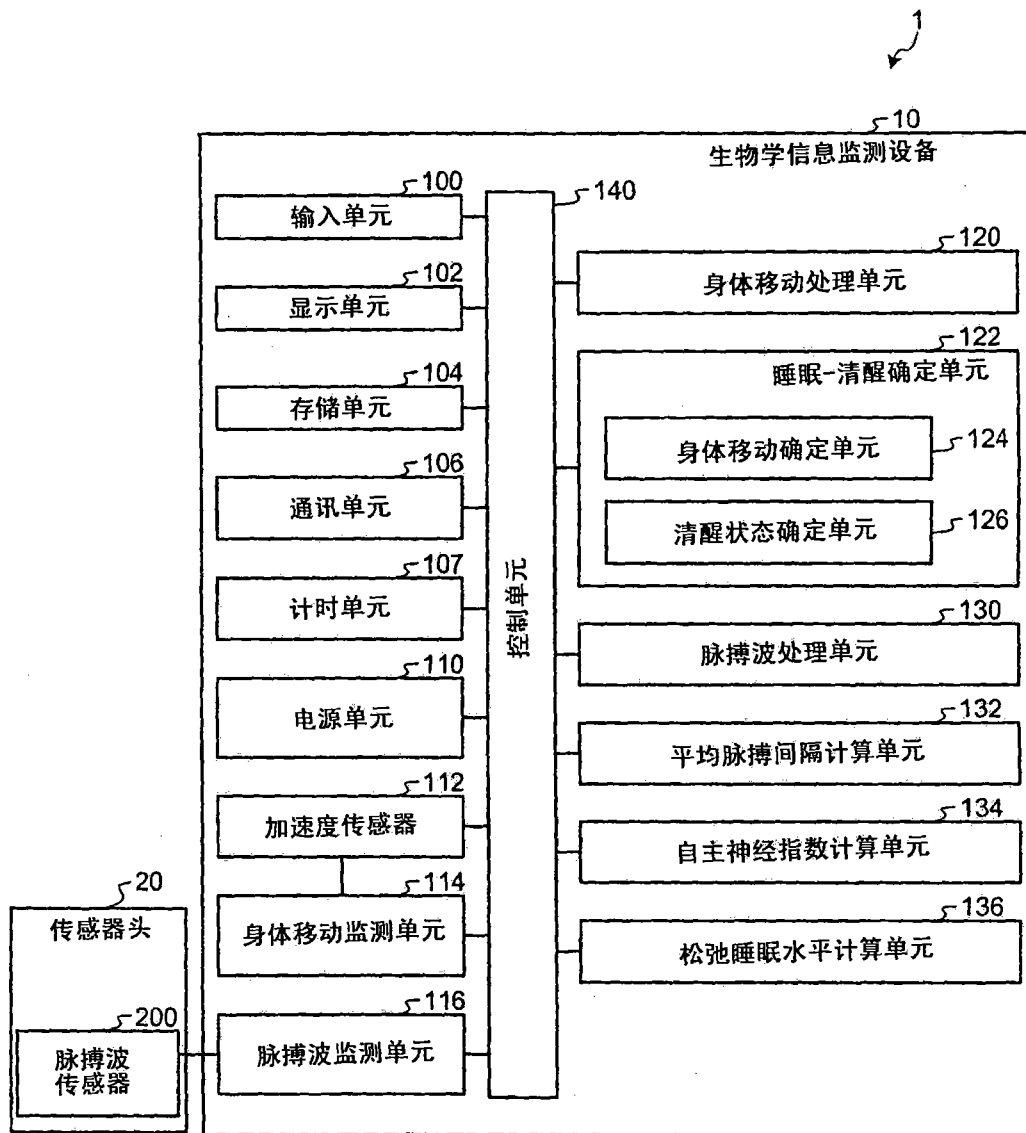 1
10
生物学信息监测设备
100
输入单元
102
显示单元
104
存储单元
106
通讯单元
107
计时单元
110
电源单元
112
加速度传感器
114
身体移动监测单元
116
脉搏波监测单元
20
传感器头
200
脉搏波
传感器
140
控制单元
120
身体移动处理单元
122
睡眠-清醒确定单元
身体移动确定单元
124
清醒状态确定单元
126
130
脉搏波处理单元
132
平均脉搏间隔计算单元
134
自主神经指数计算单元
136
松弛睡眠水平计算单元